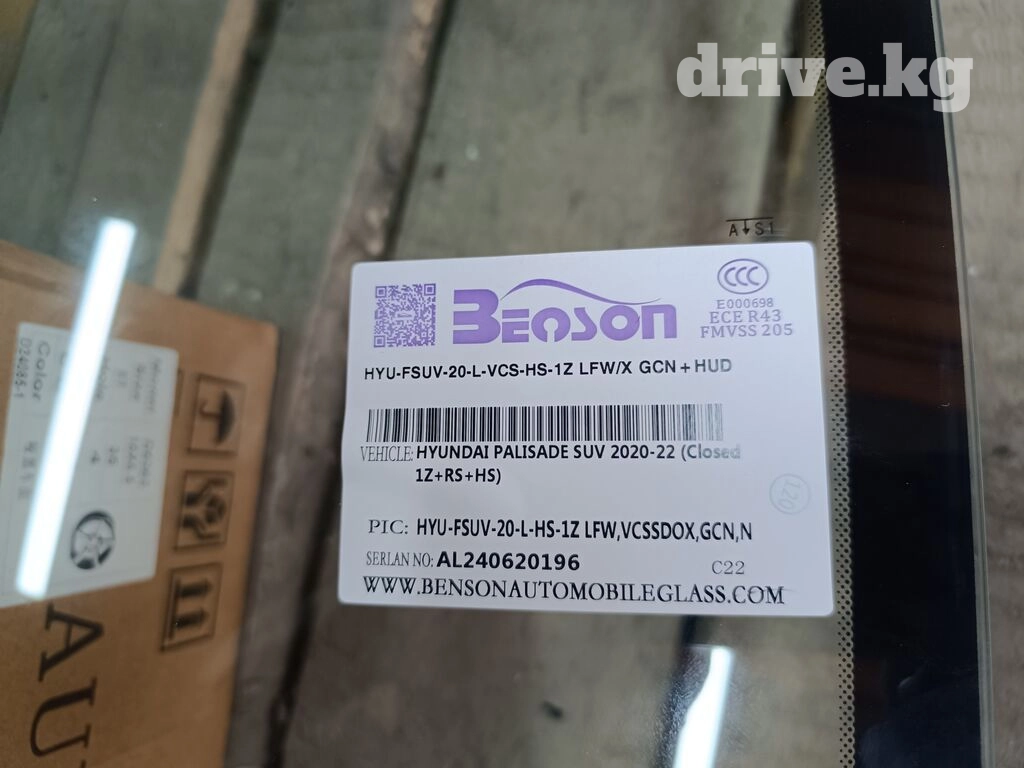 drive.kg
A↓S1
CCC
BENSON
E000698
ECE R43
FMVSS 205
HYU-FSUV-20-L-VCS-HS-1Z LFW/X GCN+HUD
VEHICLE: HYUNDAI PALISADE SUV 2020-22 (Closed
1Z+RS+HS)
120
PIC: HYU-FSUV-20-L-HS-1Z LFW,VCSSDOX,GCN,N
SERLAN NO: AL240620196
C22
WWW.BENSONAUTOMOBILEGLASS.COM
Color
AU